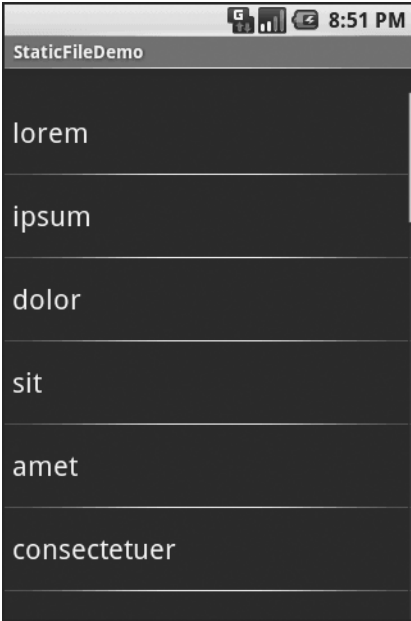 G 8:51 PM
StaticFileDemo
lorem
ipsum
dolor
sit
amet
consectetuer